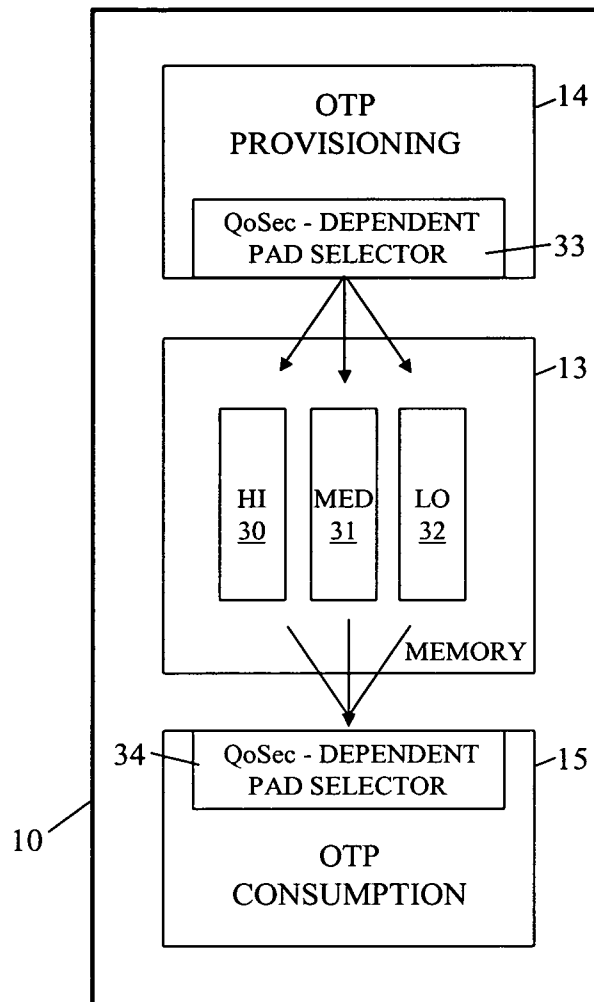 OTP
PROVISIONING
14
QoSec - DEPENDENT
PAD SELECTOR
33
13
HI
30
MED
31
LO
32
MEMORY
34
QoSec - DEPENDENT
PAD SELECTOR
15
10
OTP
CONSUMPTION